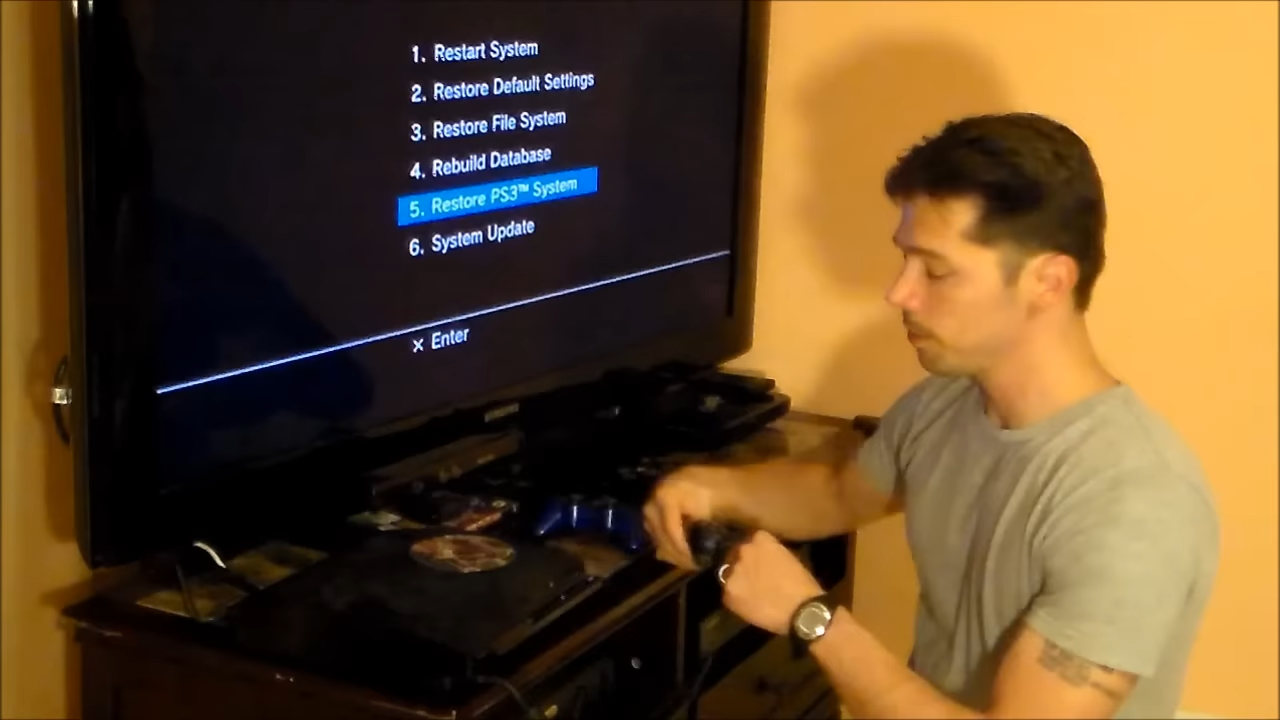 1. Restart System
2. Restore Default Settings
3. Restore File System
4. Rebuild Database
5. Restore PS3™ System
6. System Update
✕ Enter